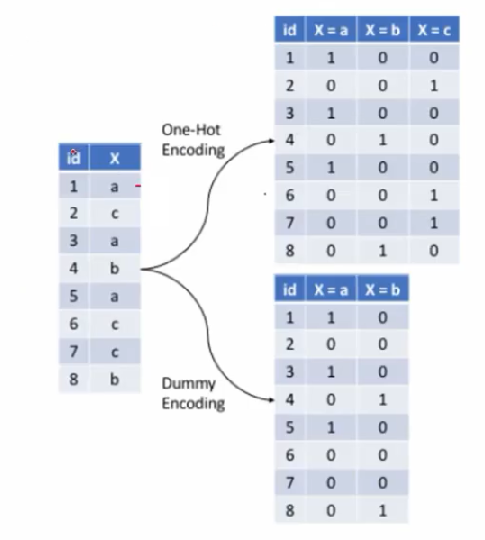 id X = a X = b X = c
1 1 0 0
2 0 0 1
3 1 0 0
4 0 1 0
5 1 0 0
6 0 0 1
7 0 0 1
8 0 1 0
One-Hot
Encoding
id X
1 a
2 c
3 a
4 b
5 a
6 c
7 c
8 b
Dummy
Encoding
id X = a X = b
1 1 0
2 0 0
3 1 0
4 0 1
5 1 0
6 0 0
7 0 0
8 0 1